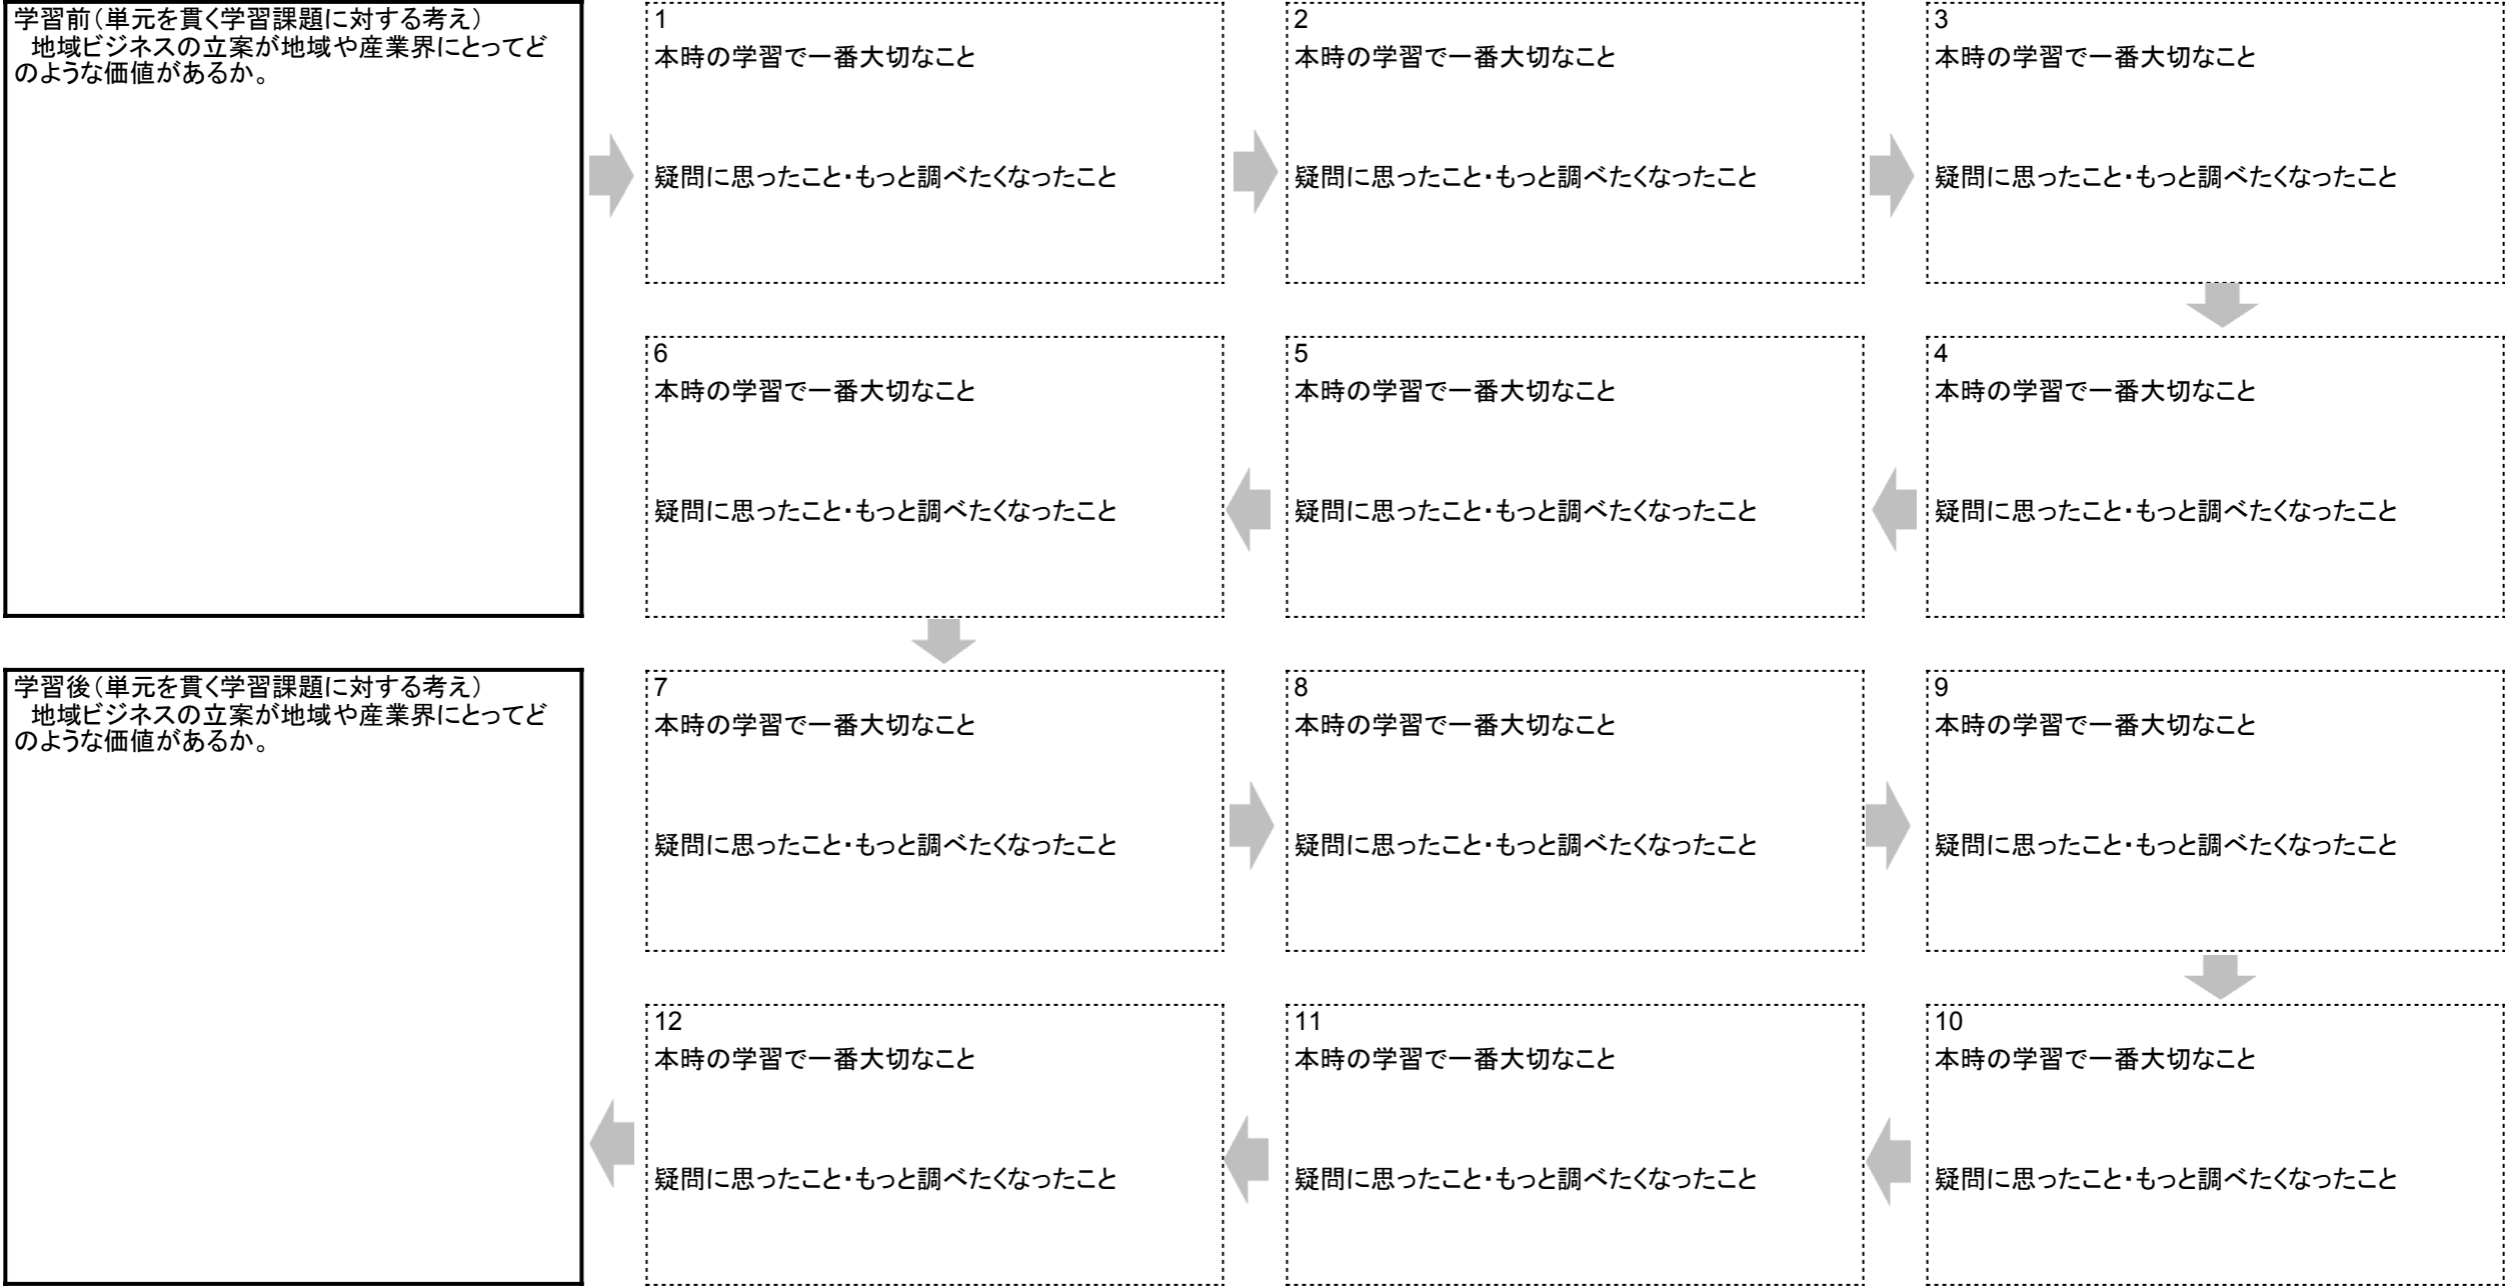 学習前（単元を貫く学習課題に対する考え）
　地域ビジネスの立案が地域や産業界にとってど
のような価値があるか。
1
本時の学習で一番大切なこと
疑問に思ったこと・もっと調べたくなったこと
2
本時の学習で一番大切なこと
疑問に思ったこと・もっと調べたくなったこと
3
本時の学習で一番大切なこと
疑問に思ったこと・もっと調べたくなったこと
4
本時の学習で一番大切なこと
疑問に思ったこと・もっと調べたくなったこと
5
本時の学習で一番大切なこと
疑問に思ったこと・もっと調べたくなったこと
6
本時の学習で一番大切なこと
疑問に思ったこと・もっと調べたくなったこと
7
本時の学習で一番大切なこと
疑問に思ったこと・もっと調べたくなったこと
8
本時の学習で一番大切なこと
疑問に思ったこと・もっと調べたくなったこと
9
本時の学習で一番大切なこと
疑問に思ったこと・もっと調べたくなったこと
10
本時の学習で一番大切なこと
疑問に思ったこと・もっと調べたくなったこと
11
本時の学習で一番大切なこと
疑問に思ったこと・もっと調べたくなったこと
12
本時の学習で一番大切なこと
疑問に思ったこと・もっと調べたくなったこと
学習後（単元を貫く学習課題に対する考え）
　地域ビジネスの立案が地域や産業界にとってど
のような価値があるか。